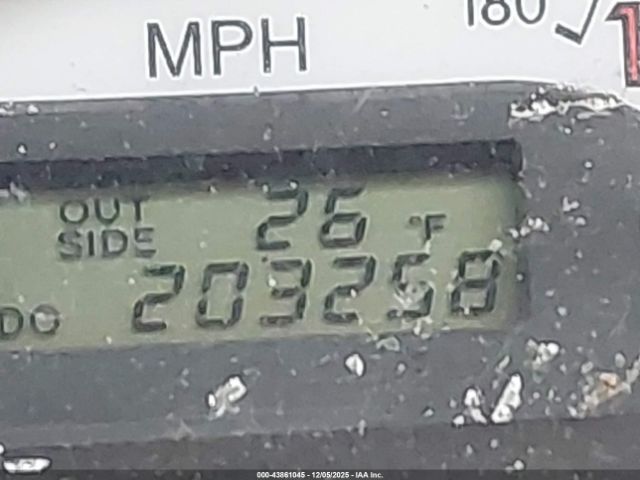 MPH 180
OUT SIDE 26 °F
203258
000-43861045 - 12/05/2025 - IAA Inc.